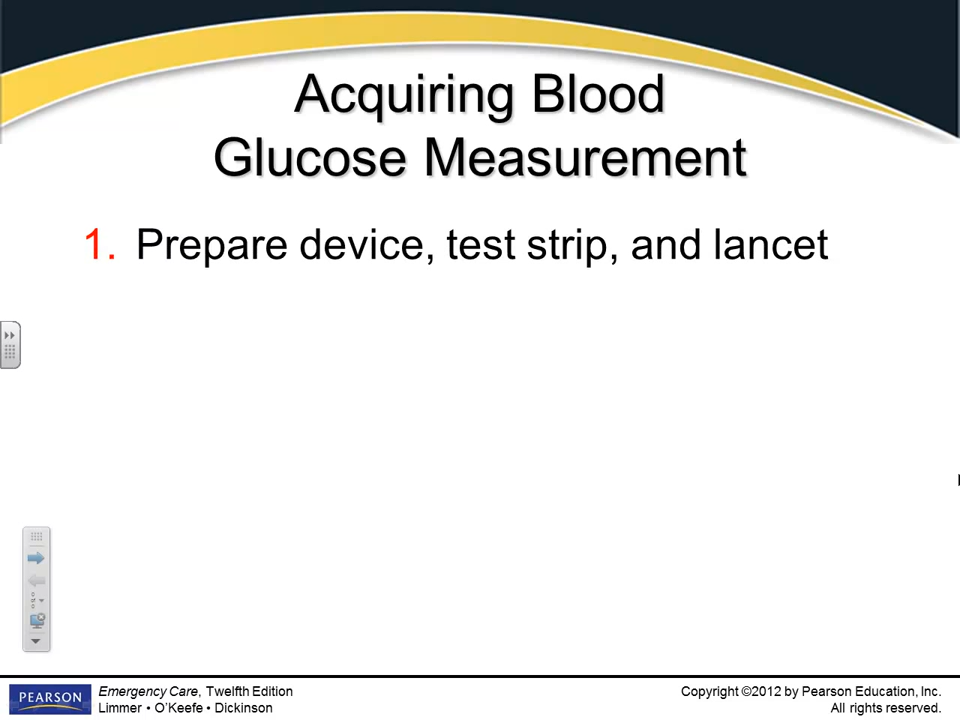 Acquiring Blood
Glucose Measurement
1. Prepare device, test strip, and lancet
PEARSON
Emergency Care, Twelfth Edition
Limmer • O'Keefe • Dickinson
Copyright ©2012 by Pearson Education, Inc.
All rights reserved.